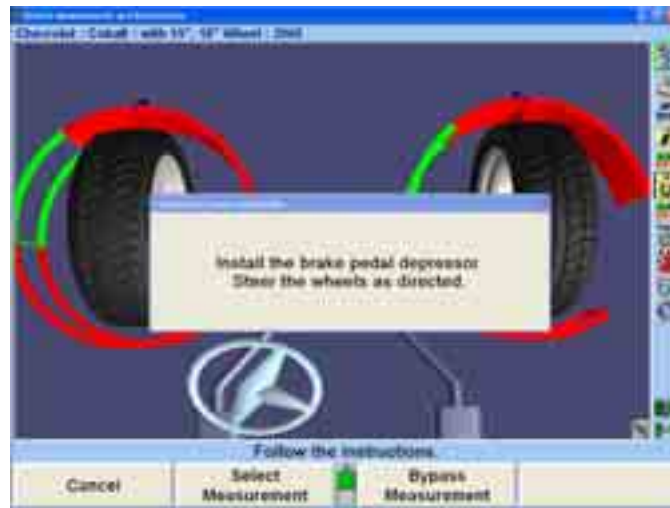 Chevrolet : Cobalt : with 15", 16" Wheel : 2005
Install the brake pedal depressor
Steer the wheels as directed.
Follow the instructions.
Cancel
Select
Measurement
Bypass
Measurement